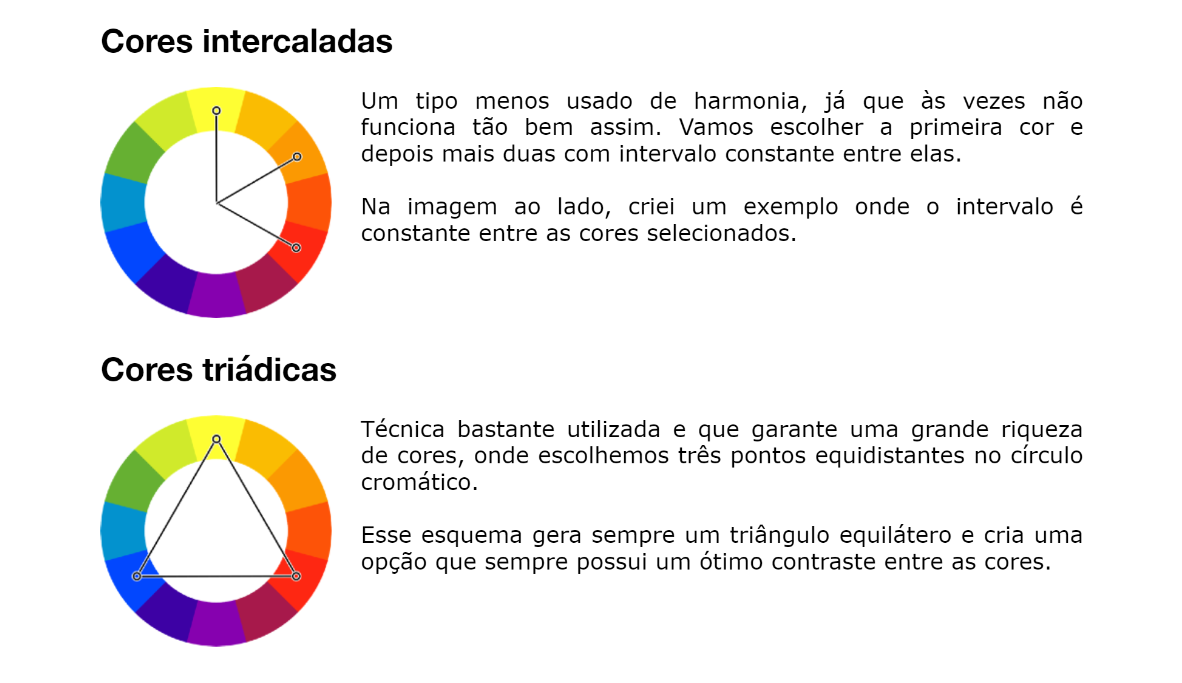 Cores intercaladas
Um tipo menos usado de harmonia, já que às vezes não
funciona tão bem assim. Vamos escolher a primeira cor e
depois mais duas com intervalo constante entre elas.
Na imagem ao lado, criei um exemplo onde o intervalo é
constante entre as cores selecionados.
Cores triádicas
Técnica bastante utilizada e que garante uma grande riqueza
de cores, onde escolhemos três pontos equidistantes no círculo
cromático.
Esse esquema gera sempre um triângulo equilátero e cria uma
opção que sempre possui um ótimo contraste entre as cores.